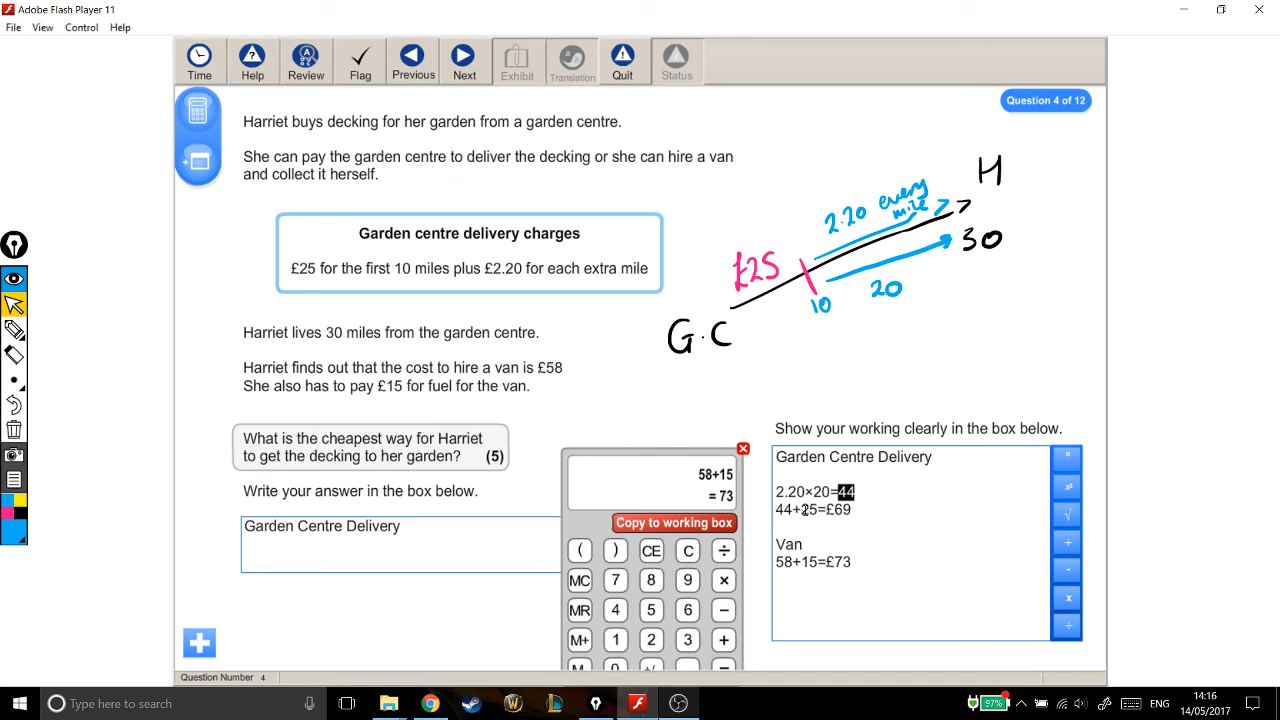 Adobe Flash Player 11
File View Control Help
Time
Help
Review
Flag
Previous
Next
Exhibit
Translation
Quit
Status
Question 4 of 12
Harriet buys decking for her garden from a garden centre.
She can pay the garden centre to deliver the decking or she can hire a van
and collect it herself.
Garden centre delivery charges
£25 for the first 10 miles plus £2.20 for each extra mile
H
2.20 every
mile
30
£25
20
10
G.C
Harriet lives 30 miles from the garden centre.
Harriet finds out that the cost to hire a van is £58
She also has to pay £15 for fuel for the van.
What is the cheapest way for Harriet
to get the decking to her garden? (5)
Write your answer in the box below.
Garden Centre Delivery
58+15
= 73
Copy to working box
( ) CE C ÷
MC 7 8 9 ×
MR 4 5 6 −
M+ 1 2 3 +
Show your working clearly in the box below.
Garden Centre Delivery
2.20×20=44
44+25=£69
Van
58+15=£73
°
x²
√
÷
-
x
÷
Question Number 4
Type here to search
97%
ENG
14:16
14/05/2017